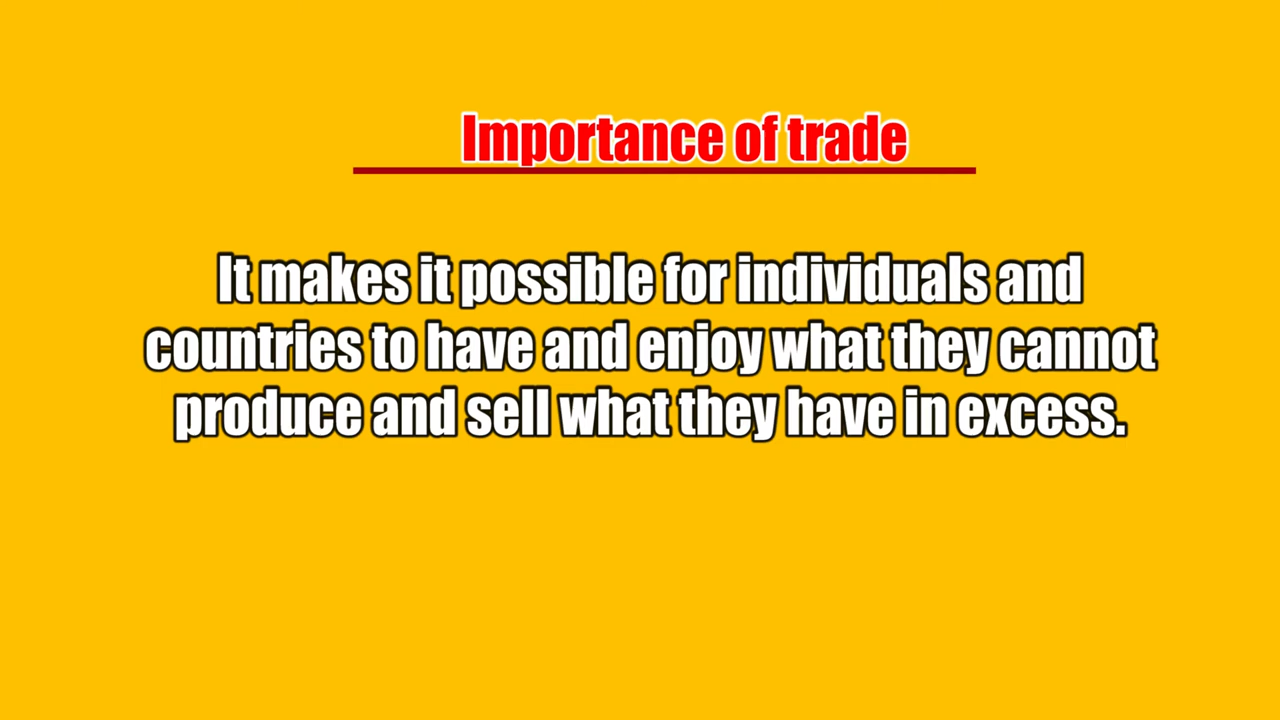 Importance of trade
It makes it possible for individuals and
countries to have and enjoy what they cannot
produce and sell what they have in excess.